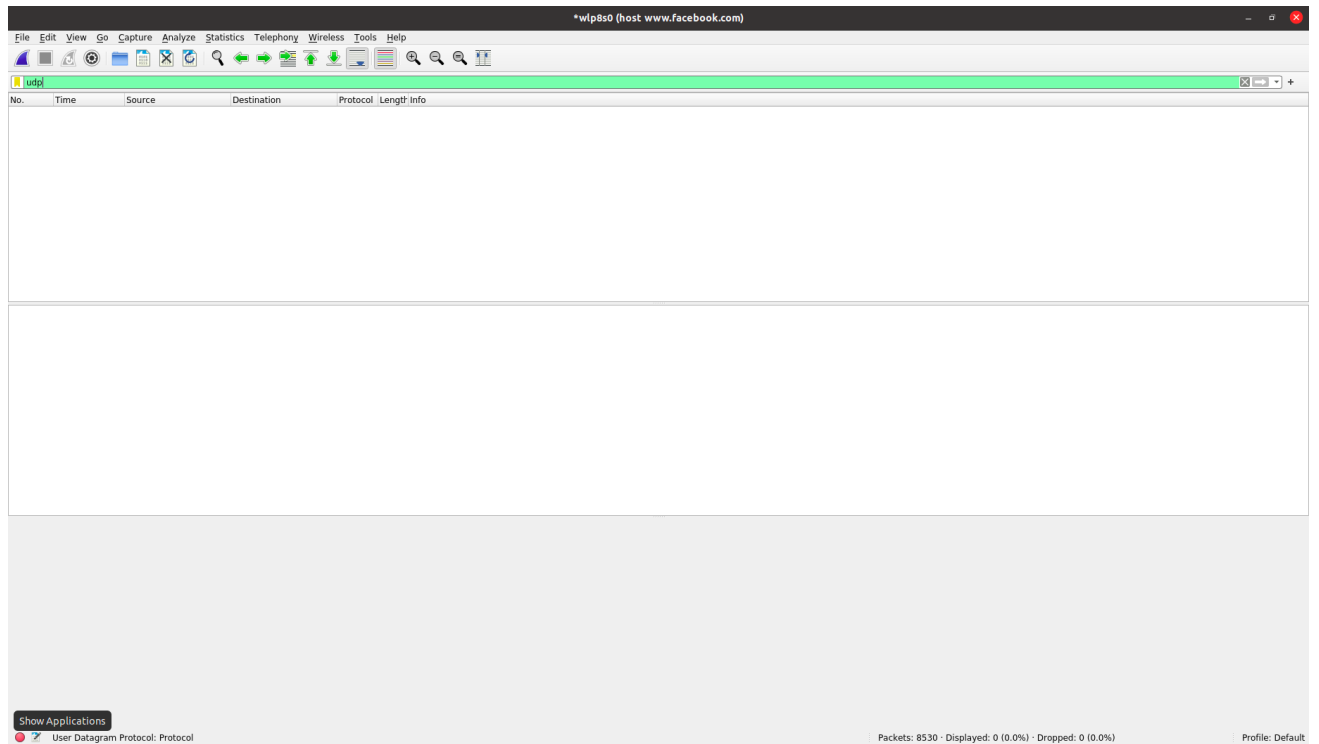 *wlp8s0 (host www.facebook.com)
File Edit View Go Capture Analyze Statistics Telephony Wireless Tools Help
udp
No. Time Source Destination Protocol Length Info
Show Applications
User Datagram Protocol: Protocol Packets: 8530 · Displayed: 0 (0.0%) · Dropped: 0 (0.0%) Profile: Default